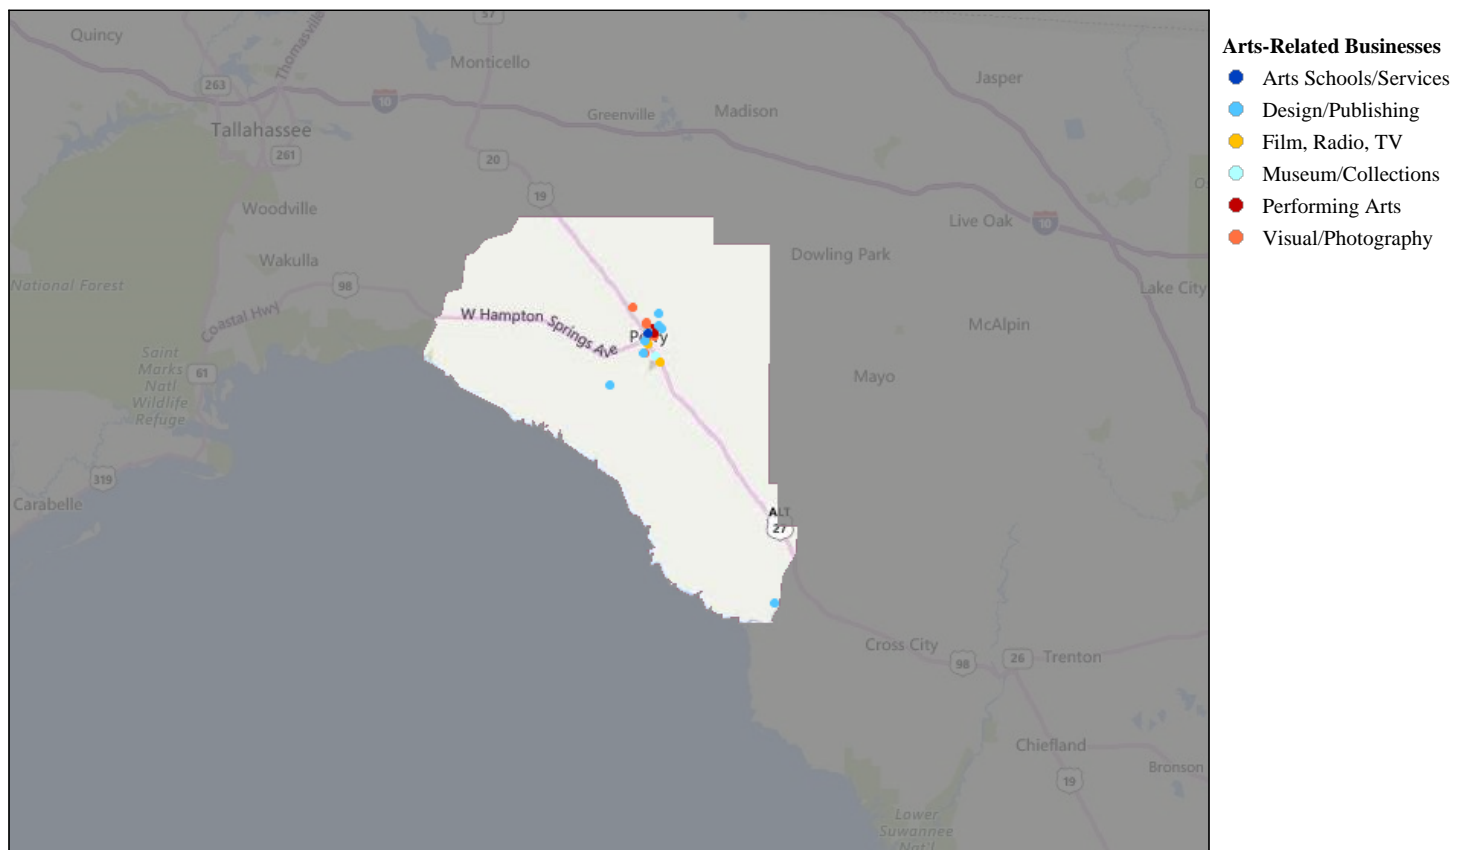 57
Quincy
Thomasville
Monticello
Jasper
263
10
Greenville
Madison
Tallahassee
261
20
19
Woodville
Live Oak
10
Dowling Park
Wakulla
98
National Forest
Lake City
W Hampton Springs Ave
Coastal Hwy
McAlpin
Perry
Saint
Marks
Natl
Wildlife
Refuge
61
Mayo
319
Carabelle
ALT
27
Cross City
98
26
Trenton
Chiefland
Bronson
19
Lower
Suwannee
Nat'l
Arts-Related Businesses
Arts Schools/Services
Design/Publishing
Film, Radio, TV
Museum/Collections
Performing Arts
Visual/Photography